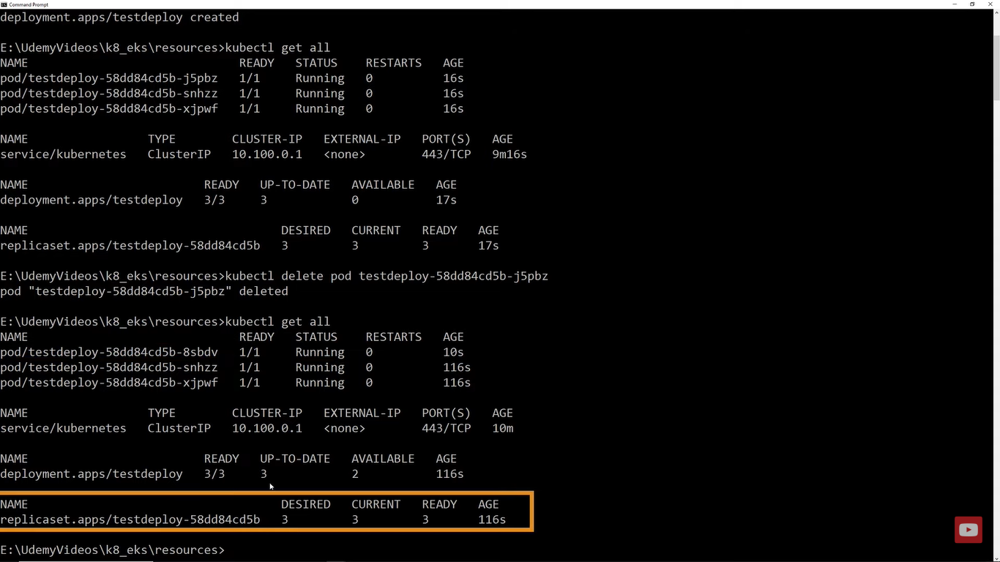 Command Prompt
deployment.apps/testdeploy created
E:\UdemyVideos\k8_eks\resources>kubectl get all
NAME READY STATUS RESTARTS AGE
pod/testdeploy-58dd84cd5b-j5pbz 1/1 Running 0 16s
pod/testdeploy-58dd84cd5b-snhzz 1/1 Running 0 16s
pod/testdeploy-58dd84cd5b-xjpwf 1/1 Running 0 16s
NAME TYPE CLUSTER-IP EXTERNAL-IP PORT(S) AGE
service/kubernetes ClusterIP 10.100.0.1 <none> 443/TCP 9m16s
NAME READY UP-TO-DATE AVAILABLE AGE
deployment.apps/testdeploy 3/3 3 0 17s
NAME DESIRED CURRENT READY AGE
replicaset.apps/testdeploy-58dd84cd5b 3 3 3 17s
E:\UdemyVideos\k8_eks\resources>kubectl delete pod testdeploy-58dd84cd5b-j5pbz
pod "testdeploy-58dd84cd5b-j5pbz" deleted
E:\UdemyVideos\k8_eks\resources>kubectl get all
NAME READY STATUS RESTARTS AGE
pod/testdeploy-58dd84cd5b-8sbdv 1/1 Running 0 10s
pod/testdeploy-58dd84cd5b-snhzz 1/1 Running 0 116s
pod/testdeploy-58dd84cd5b-xjpwf 1/1 Running 0 116s
NAME TYPE CLUSTER-IP EXTERNAL-IP PORT(S) AGE
service/kubernetes ClusterIP 10.100.0.1 <none> 443/TCP 10m
NAME READY UP-TO-DATE AVAILABLE AGE
deployment.apps/testdeploy 3/3 3 2 116s
NAME DESIRED CURRENT READY AGE
replicaset.apps/testdeploy-58dd84cd5b 3 3 3 116s
E:\UdemyVideos\k8_eks\resources>